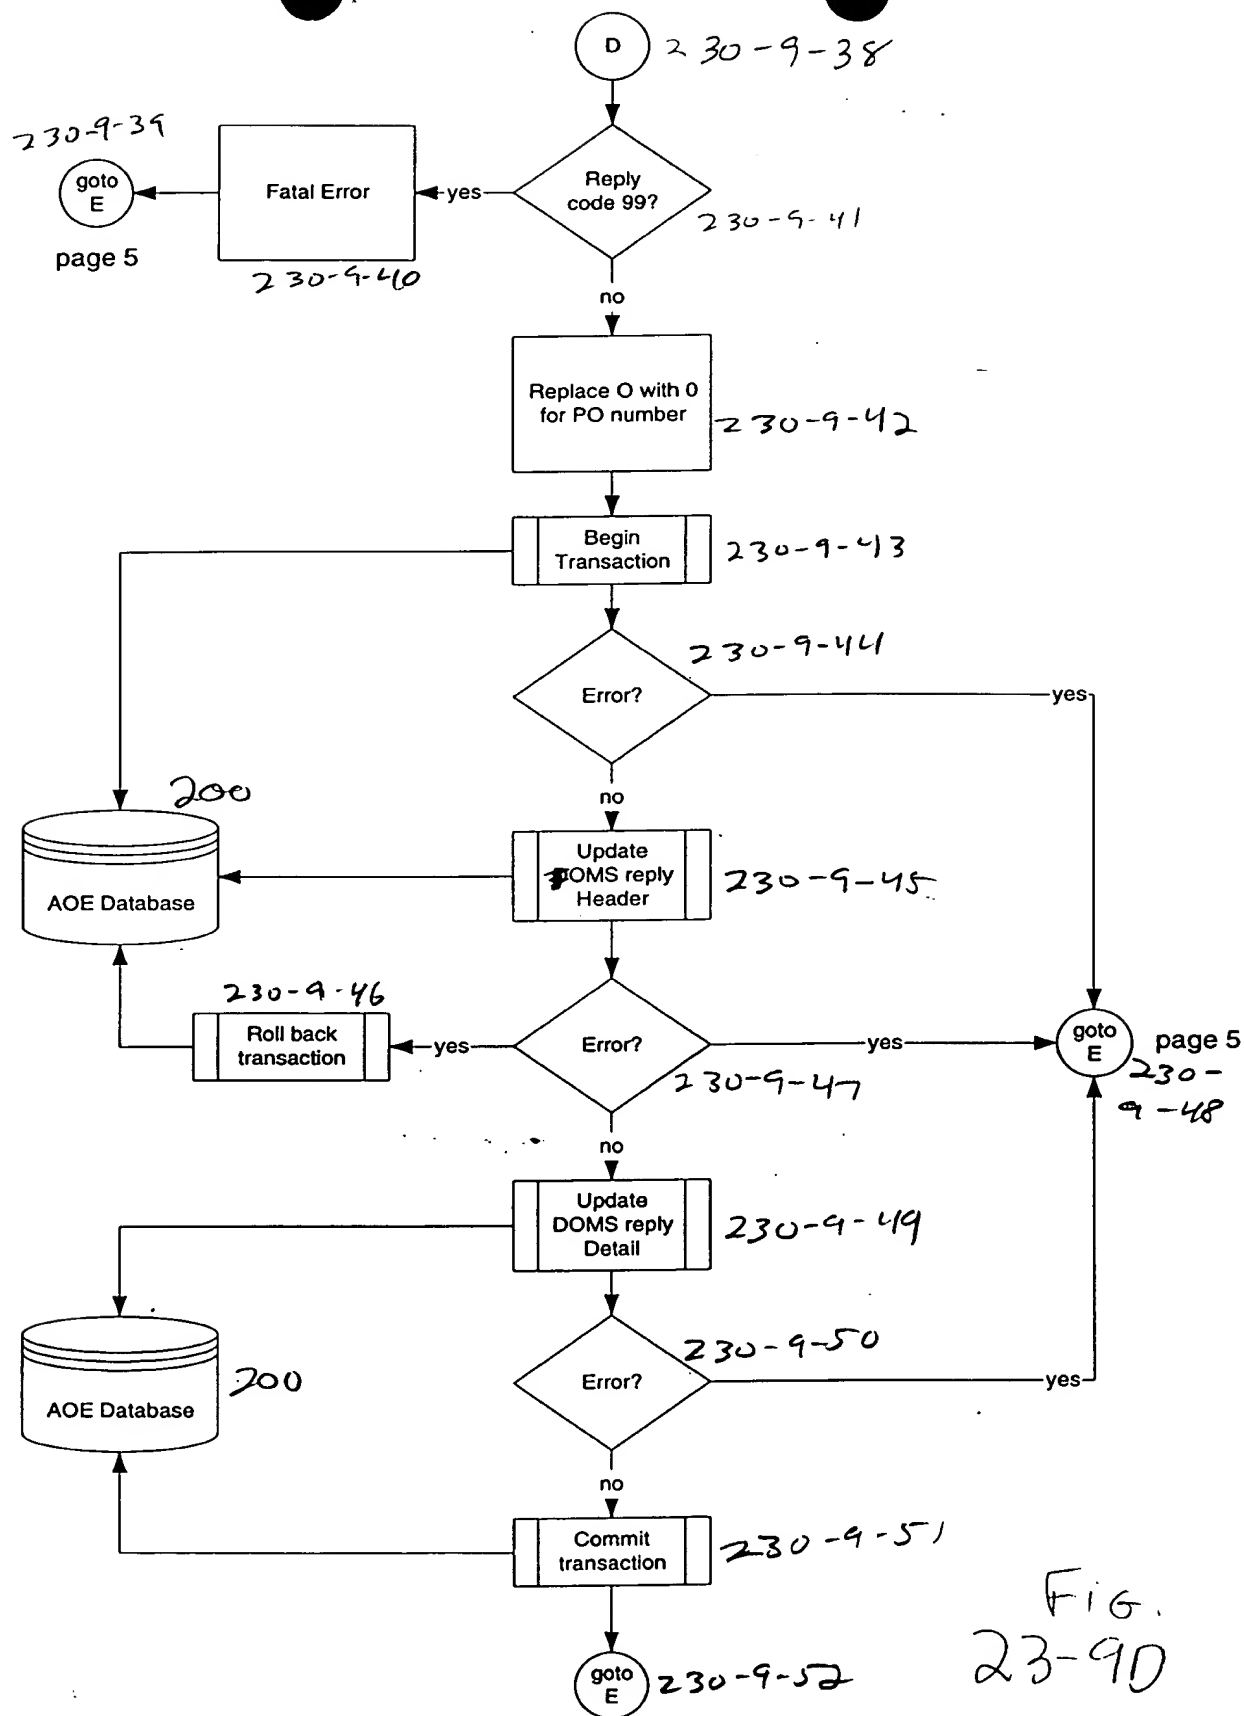 D
230-9-38
230-9-39
goto
E
page 5
Fatal Error
230-9-40
yes
Reply
code 99?
230-9-41
no
Replace O with 0
for PO number
230-9-42
Begin
Transaction
230-9-43
230-9-44
Error?
yes
no
200
AOE Database
Update
DOMS reply
Header
230-9-45
230-9-46
Roll back
transaction
yes
Error?
230-9-47
yes
goto
E
page 5
230-
9-48
no
Update
DOMS reply
Detail
230-9-49
230-9-50
Error?
yes
AOE Database
200
no
Commit
transaction
230-9-51
goto
E
230-9-52
FIG.
23-9D